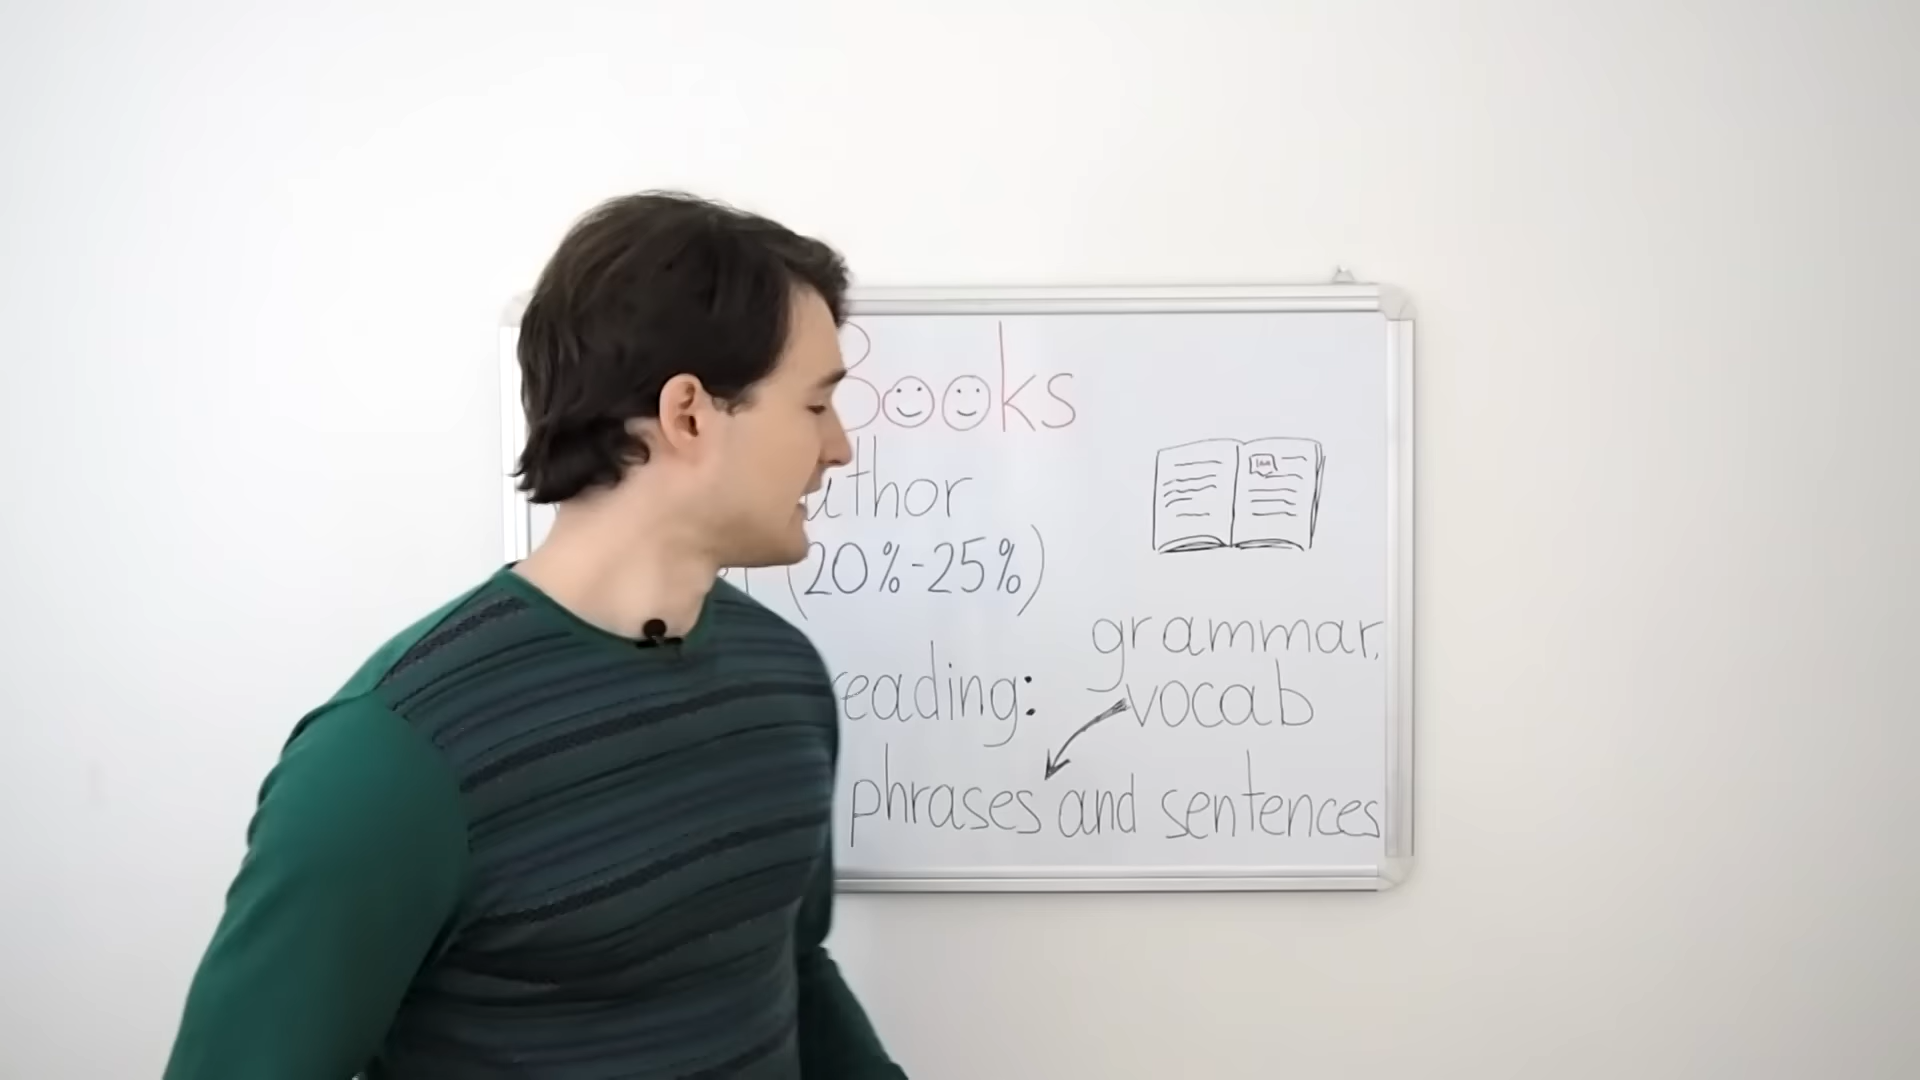 Books
uthor
(20%-25%)
grammar,
eading: vocab
phrases and sentences